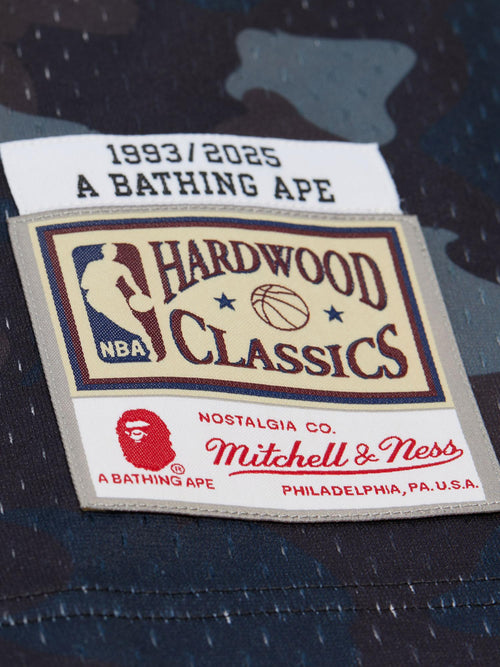 1993/2025
A BATHING APE
HARDWOOD
CLASSICS
NBA
NOSTALGIA CO.
Mitchell & Ness
PHILADELPHIA, PA. U.S.A.
A BATHING APE ®